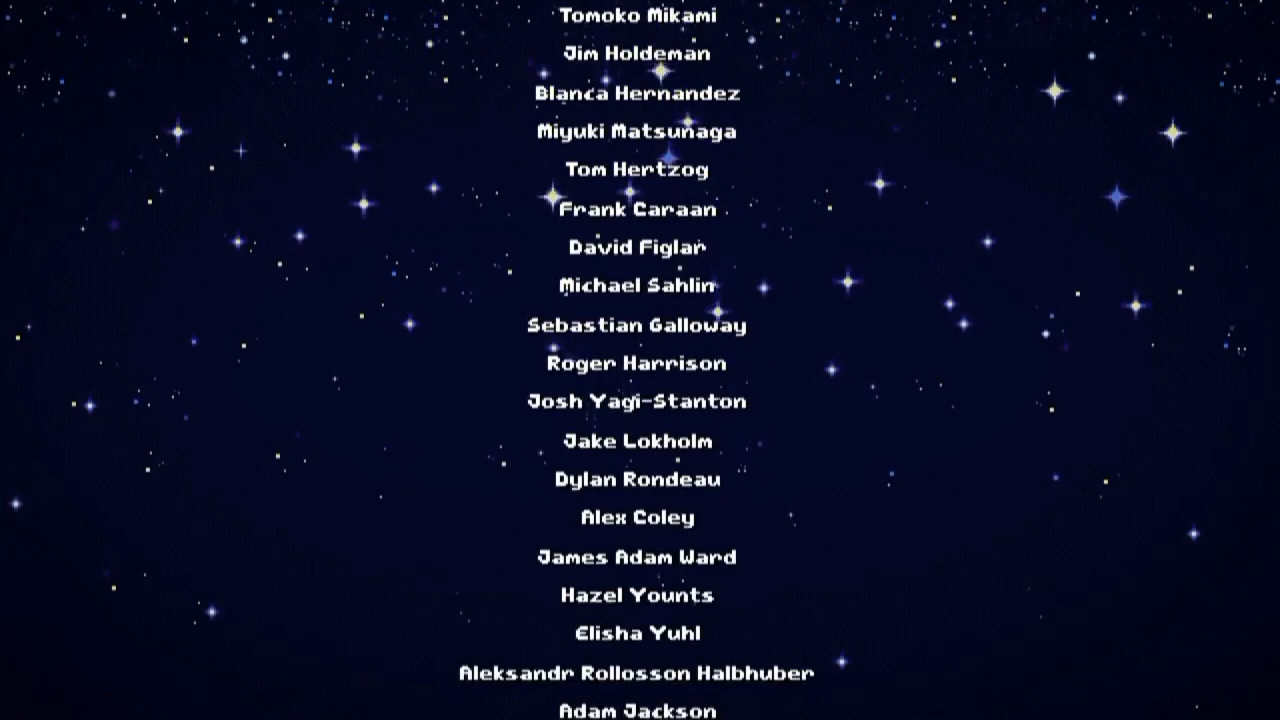 Tomoko Mikami
Jim Holdeman
Blanca Hernandez
Miyuki Matsunaga
Tom Hertzog
Frank Caraan
David Figlar
Michael Sahlin
Sebastian Galloway
Roger Harrison
Josh Yagi-Stanton
Jake Lokholm
Dylan Rondeau
Alex Coley
James Adam Ward
Hazel Younts
Elisha Yuhl
Aleksandr Rollosson Halbhuber
Adam Jackson